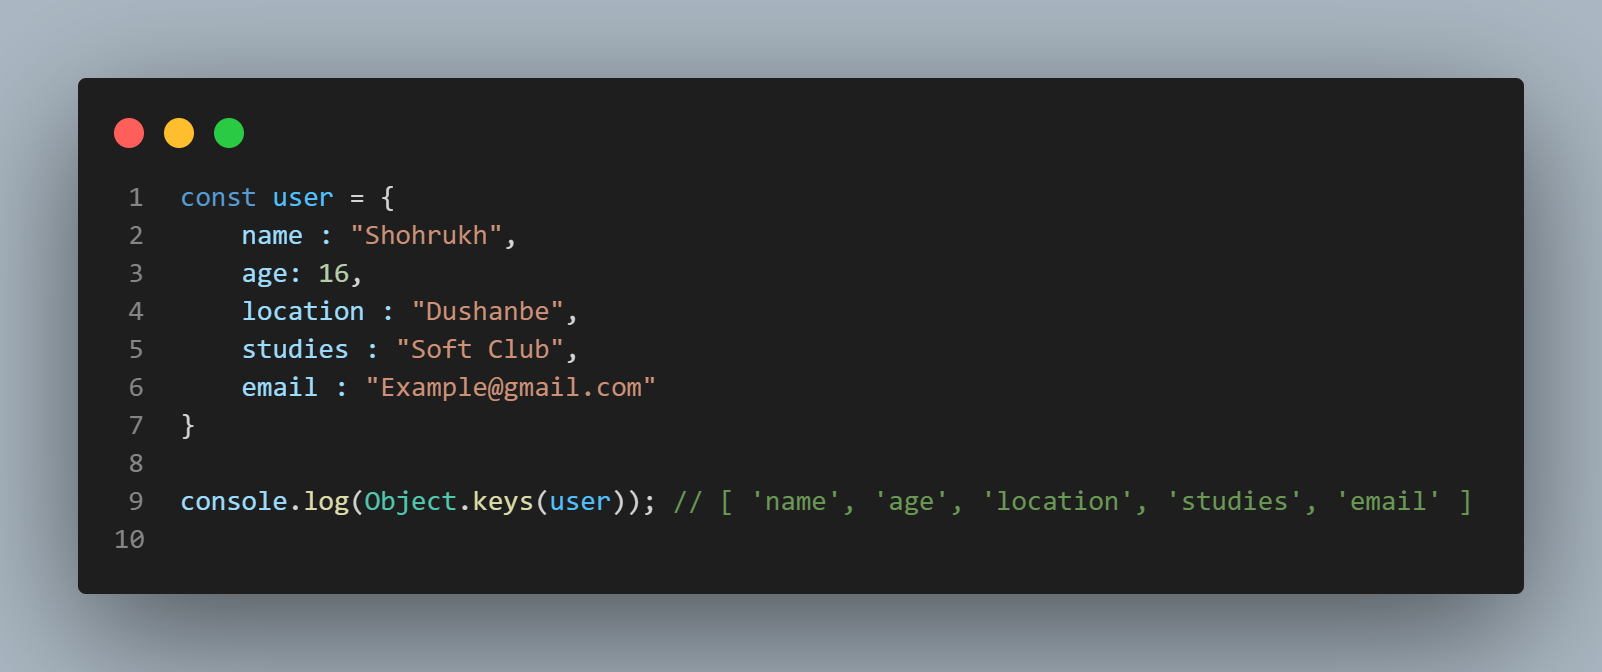 1 const user = {
2     name : "Shohrukh",
3     age: 16,
4     location : "Dushanbe",
5     studies : "Soft Club",
6     email : "Example@gmail.com"
7 }
8
9 console.log(Object.keys(user)); // [ 'name', 'age', 'location', 'studies', 'email' ]
10